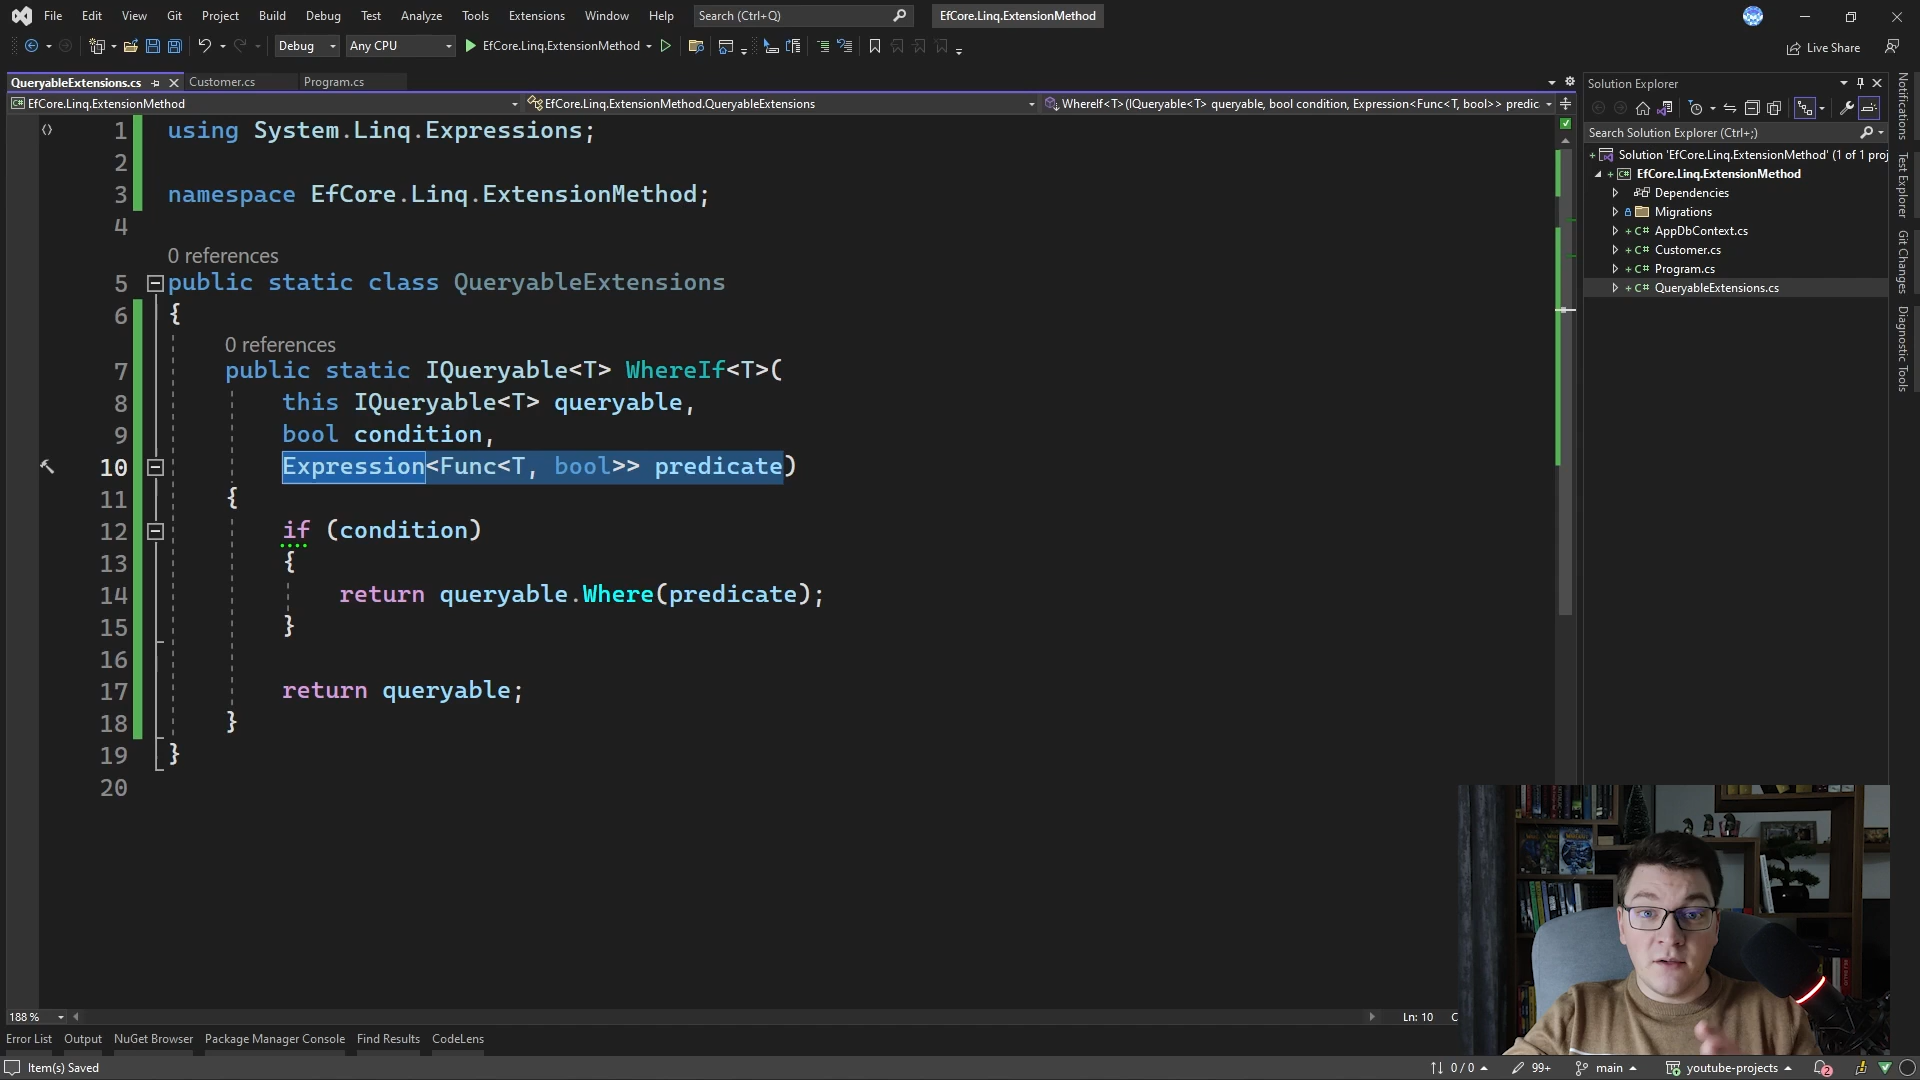 File Edit View Git Project Build Debug Test Analyze Tools Extensions Window Help Search (Ctrl+Q) EfCore.Linq.ExtensionMethod
Debug Any CPU EfCore.Linq.ExtensionMethod Live Share
QueryableExtensions.cs Customer.cs Program.cs
EfCore.Linq.ExtensionMethod EfCore.Linq.ExtensionMethod.QueryableExtensions WhereIf<T>(IQueryable<T> queryable, bool condition, Expression<Func<T, bool>> predic
1 using System.Linq.Expressions;
2
3 namespace EfCore.Linq.ExtensionMethod;
4
0 references
5 public static class QueryableExtensions
6 {
0 references
7 public static IQueryable<T> WhereIf<T>(
8 this IQueryable<T> queryable,
9 bool condition,
10 Expression<Func<T, bool>> predicate)
11 {
12 if (condition)
13 {
14 return queryable.Where(predicate);
15 }
16
17 return queryable;
18 }
19 }
20
Solution Explorer
Search Solution Explorer (Ctrl+;)
Solution 'EfCore.Linq.ExtensionMethod' (1 of 1 proj
EfCore.Linq.ExtensionMethod
Dependencies
Migrations
AppDbContext.cs
Customer.cs
Program.cs
QueryableExtensions.cs
Notifications
Test Explorer
Git Changes
Diagnostic Tools
188 % Ln: 10 C
Error List Output NuGet Browser Package Manager Console Find Results CodeLens
Item(s) Saved 0 / 0 99+ main youtube-projects 2